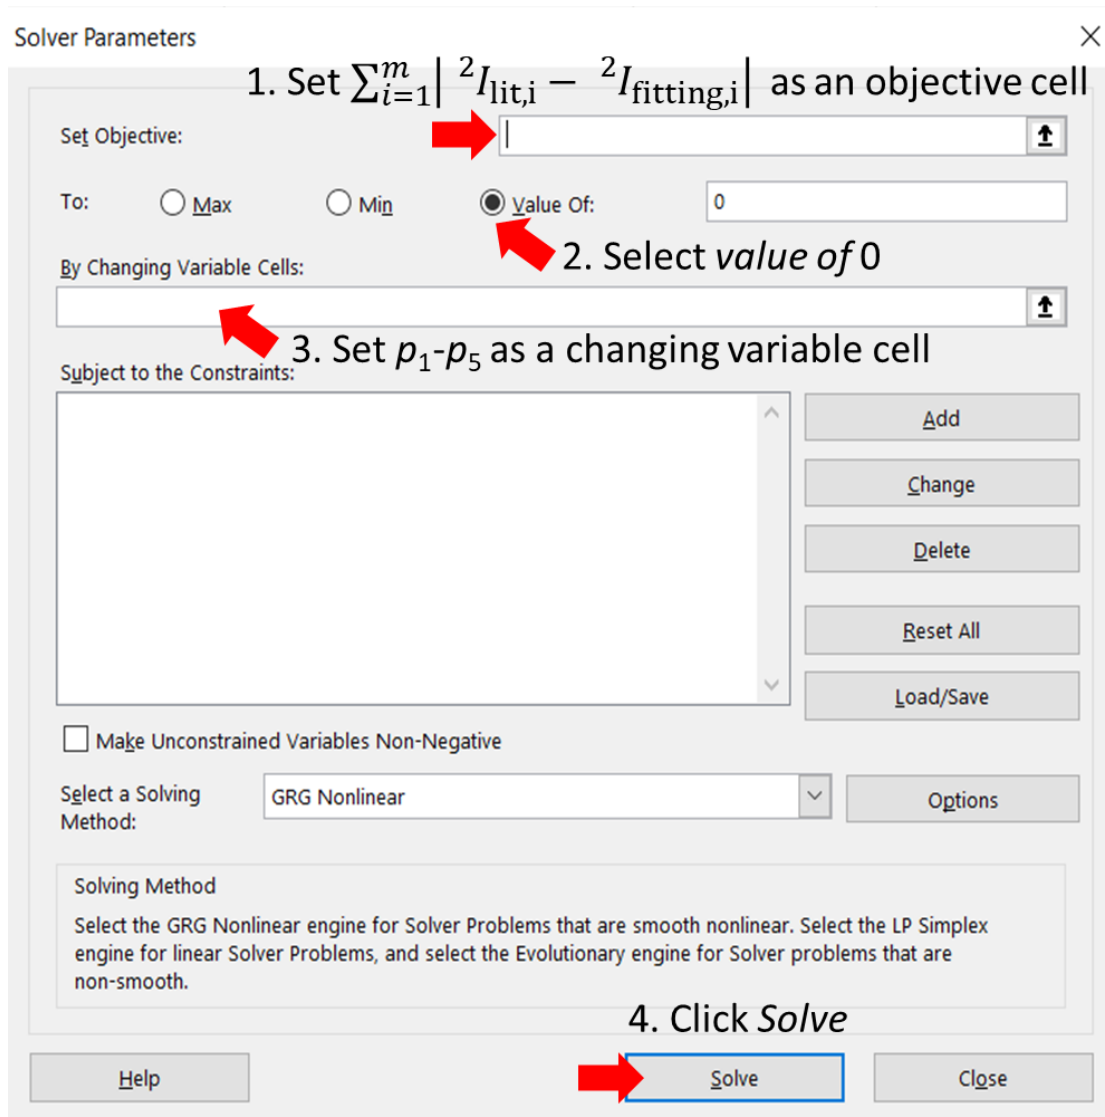 Solver Parameters
1. Set ∑ᵢ₌₁ᵐ| ²I_lit,i − ²I_fitting,i| as an objective cell
Set Objective:
To: Max Min Value Of: 0
2. Select value of 0
By Changing Variable Cells:
3. Set p₁-p₅ as a changing variable cell
Subject to the Constraints:
Add
Change
Delete
Reset All
Load/Save
Make Unconstrained Variables Non-Negative
Select a Solving
Method:
GRG Nonlinear
Options
Solving Method
Select the GRG Nonlinear engine for Solver Problems that are smooth nonlinear. Select the LP Simplex
engine for linear Solver Problems, and select the Evolutionary engine for Solver problems that are
non-smooth.
4. Click Solve
Help Solve Close